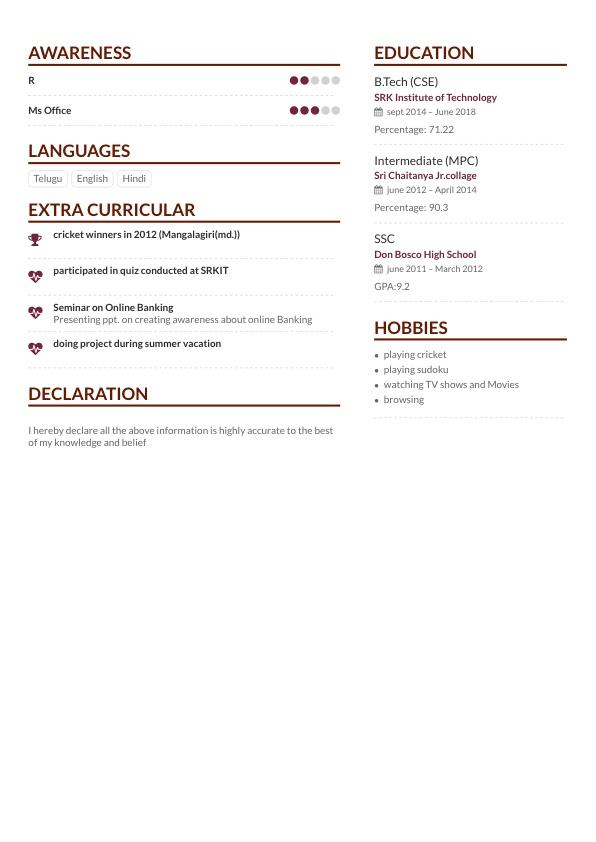 AWARENESS
R
Ms Office
LANGUAGES
Telugu English Hindi
EXTRA CURRICULAR
cricket winners in 2012 (Mangalagiri(md.))
participated in quiz conducted at SRKIT
Seminar on Online Banking
Presenting ppt. on creating awareness about online Banking
doing project during summer vacation
DECLARATION
I hereby declare all the above information is highly accurate to the best
of my knowledge and belief
EDUCATION
B.Tech (CSE)
SRK Institute of Technology
sept 2014 – June 2018
Percentage: 71.22
Intermediate (MPC)
Sri Chaitanya Jr.collage
june 2012 – April 2014
Percentage: 90.3
SSC
Don Bosco High School
june 2011 – March 2012
GPA:9.2
HOBBIES
• playing cricket
• playing sudoku
• watching TV shows and Movies
• browsing